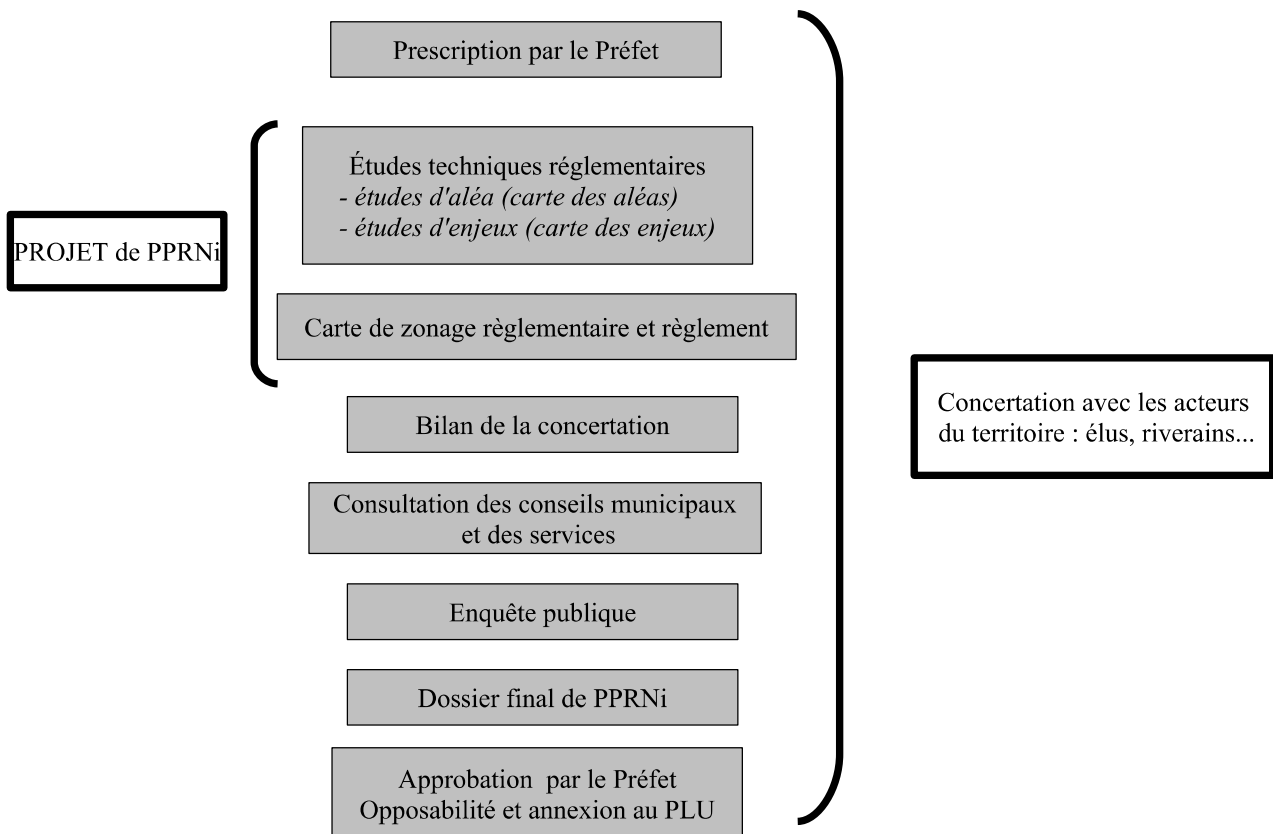 Prescription par le Préfet
Études techniques réglementaires
- études d'aléa (carte des aléas)
- études d'enjeux (carte des enjeux)
PROJET de PPRNi
Carte de zonage règlementaire et règlement
Concertation avec les acteurs
du territoire : élus, riverains...
Bilan de la concertation
Consultation des conseils municipaux
et des services
Enquête publique
Dossier final de PPRNi
Approbation par le Préfet
Opposabilité et annexion au PLU